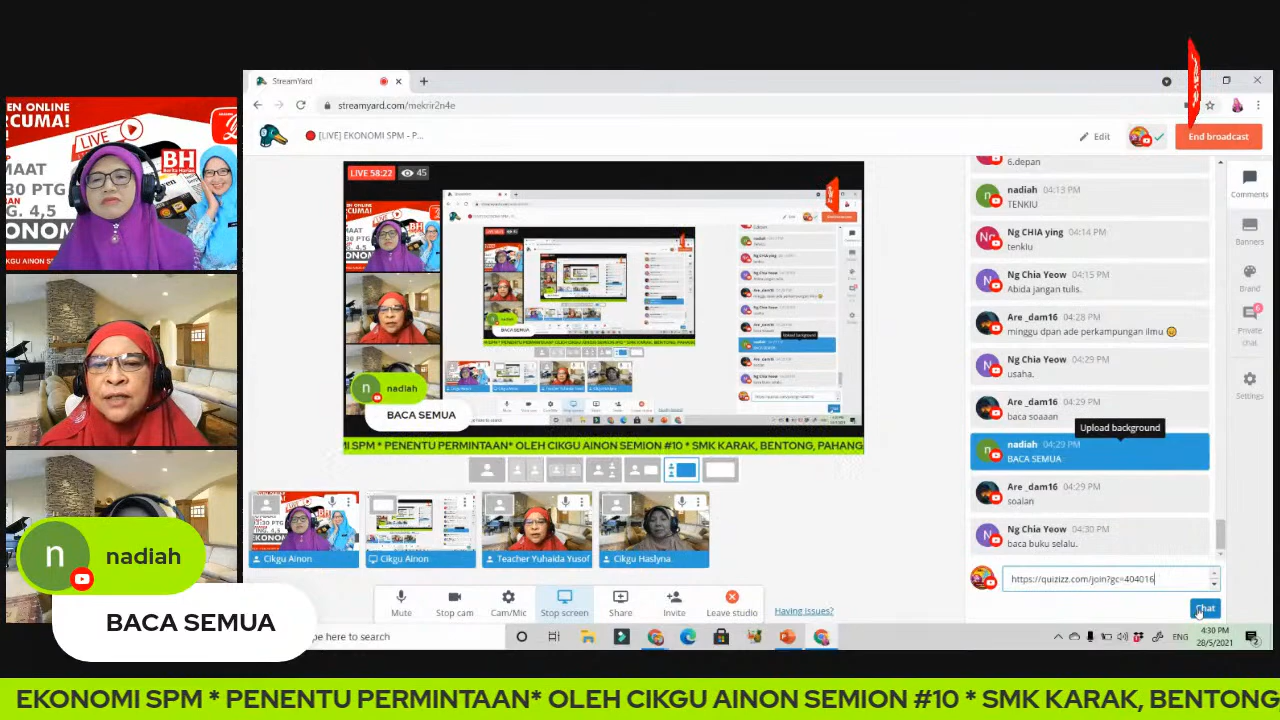 StreamYard
streamyard.com/mekrir2n4e
[LIVE] EKONOMI SPM - P...
Edit
End broadcast
EN ONLINE
CUMA!
LIVE
MAAT
BH
Berita Harian
:30 PTG
G. 4,5
ONOM
CIKGU AINON
LIVE 58:22
45
nadiah
BACA SEMUA
MI SPM * PENENTU PERMINTAAN* OLEH CIKGU AINON SEMION #10 * SMK KARAK, BENTONG, PAHANG
Cikgu Ainon
Cikgu Ainon
Teacher Yuhaida Yusof
Cikgu Haslyna
Mute
Stop cam
Cam/Mic
Stop screen
Share
Invite
Leave studio
Having issues?
6.depan
nadiah 04:13 PM
TENKIU
Ng CHIA ying 04:14 PM
tenkiu
Ng Chia Yeow 04:15 PM
Abida jangan tulis.
Are_dam16 04:28 PM
minggu dpan ade perkampungan ilmu
Ng Chia Yeow 04:29 PM
usaha.
Are_dam16 04:29 PM
baca soaaan
Upload background
nadiah 04:29 PM
BACA SEMUA
Are_dam16 04:29 PM
soalan
Ng Chia Yeow 04:30 PM
baca buku selalu.
https://quizizz.com/join?gc=404016
Chat
Comments
Banners
Brand
Private
chat
Settings
pe here to search
ENG
4:30 PM
28/5/2021
n
nadiah
BACA SEMUA
EKONOMI SPM * PENENTU PERMINTAAN* OLEH CIKGU AINON SEMION #10 * SMK KARAK, BENTONG